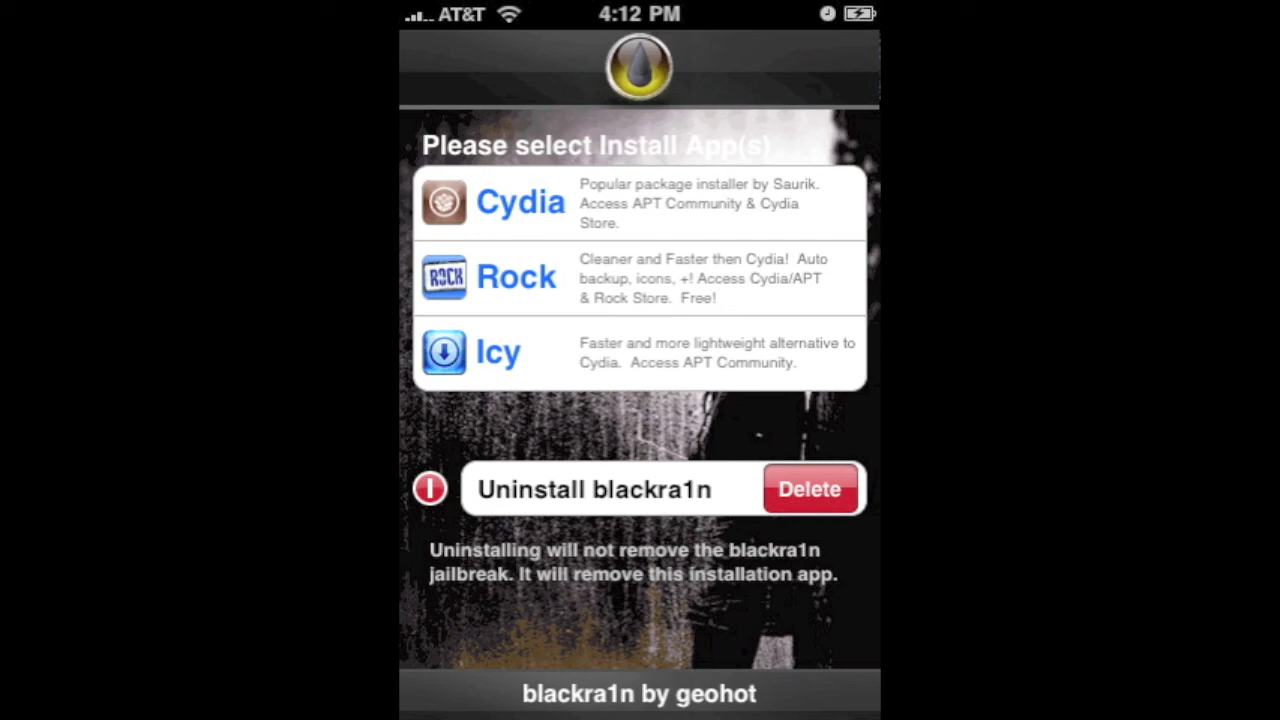 AT&T 4:12 PM
Please select Install App(s)
Cydia
Popular package installer by Saurik.
Access APT Community & Cydia
Store.
ROCK
Rock
Cleaner and Faster then Cydia!  Auto
backup, icons, +! Access Cydia/APT
& Rock Store.  Free!
Icy
Faster and more lightweight alternative to
Cydia.  Access APT Community.
Uninstall blackra1n
Delete
Uninstalling will not remove the blackra1n
jailbreak. It will remove this installation app.
blackra1n by geohot